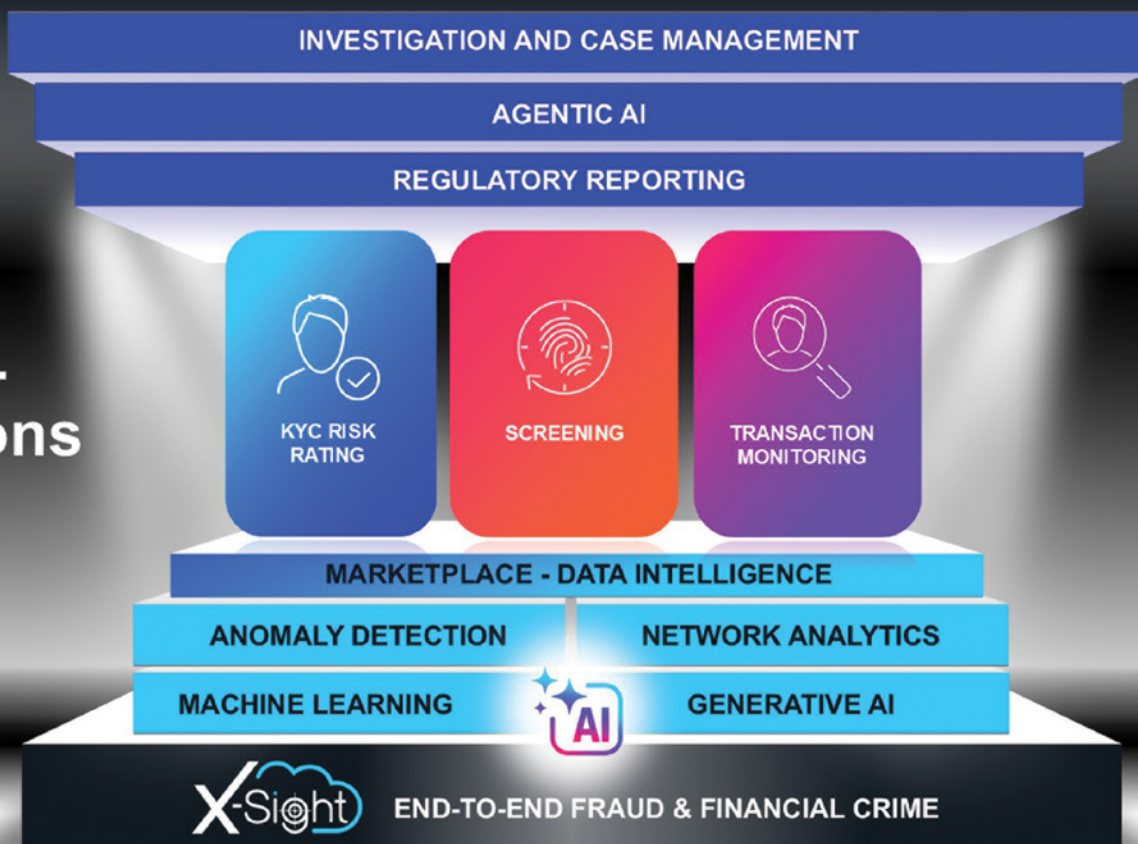 INVESTIGATION AND CASE MANAGEMENT
AGENTIC AI
REGULATORY REPORTING
KYC RISK
RATING
SCREENING
TRANSACTION
MONITORING
MARKETPLACE - DATA INTELLIGENCE
ANOMALY DETECTION
NETWORK ANALYTICS
MACHINE LEARNING
AI
GENERATIVE AI
X-Sight
END-TO-END FRAUD & FINANCIAL CRIME